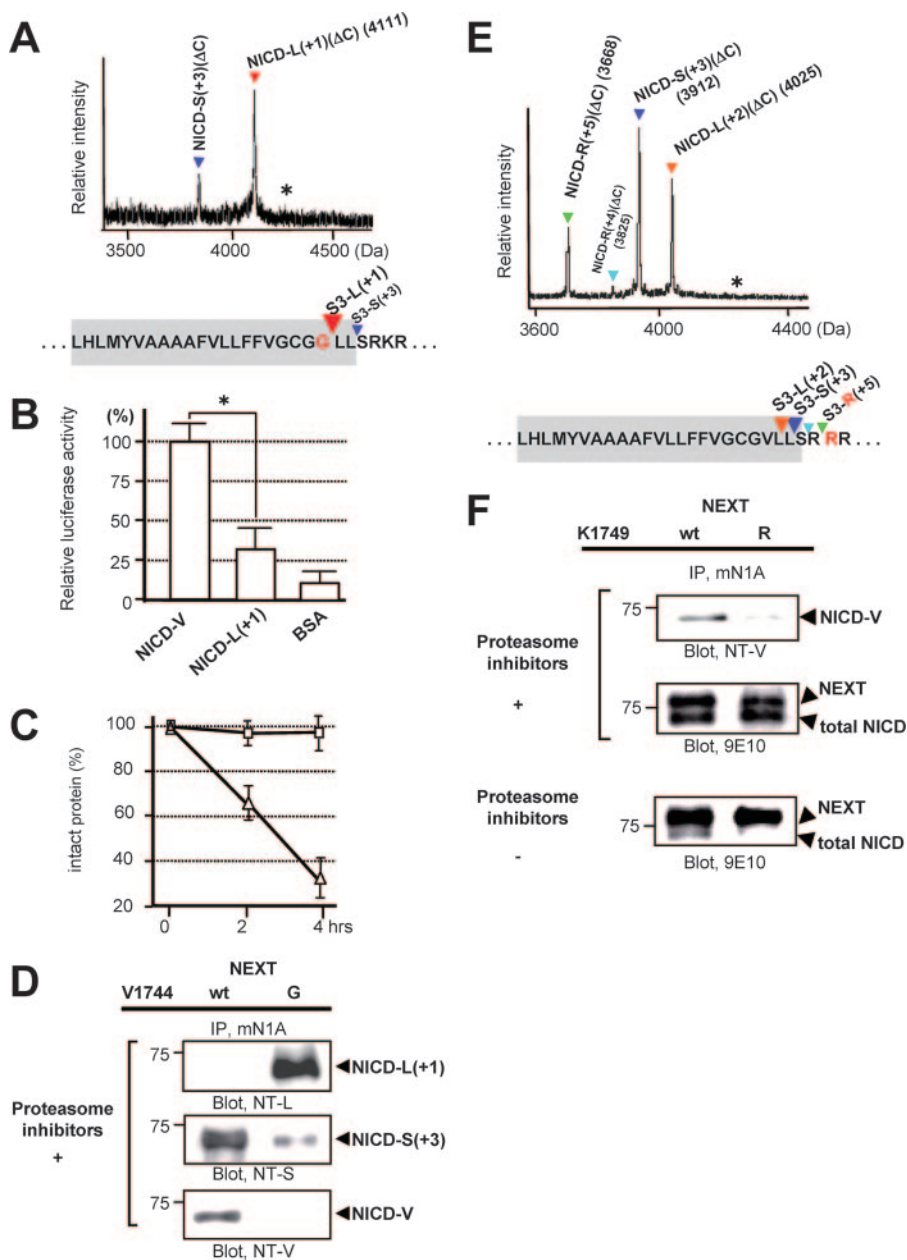 A
NICD-S(+3)(ΔC)
NICD-L(+1)(ΔC) (4111)
*
Relative intensity
3500 4000 4500 (Da)
S3-L(+1)
S3-S(+3)
. . . LHLMYVAAAAFVLLFFVGCGG LLSRKR . . .
B
(%)
*
100
75
50
25
0
Relative luciferase activity
NICD-V
NICD-L(+1)
BSA
C
100
80
60
40
20
intact protein (%)
0 2 4 hrs
D
NEXT
V1744 wt G
IP, mN1A
75
NICD-L(+1)
Blot, NT-L
Proteasome
inhibitors
+
75
NICD-S(+3)
Blot, NT-S
75
NICD-V
Blot, NT-V
E
NICD-R(+5)(ΔC)(3668)
NICD-R(+4)(ΔC)
(3825)
NICD-S(+3)(ΔC)
(3912)
NICD-L(+2)(ΔC) (4025)
*
Relative intensity
3600 4000 4400 (Da)
S3-L(+2)
S3-S(+3)
S3-R(+5)
. . . LHLMYVAAAAFVLLFFVGCGVLLSR R R . . .
F
NEXT
K1749 wt R
IP, mN1A
75
NICD-V
Blot, NT-V
Proteasome
inhibitors
+
75
NEXT
total NICD
Blot, 9E10
Proteasome
inhibitors
-
75
NEXT
total NICD
Blot, 9E10